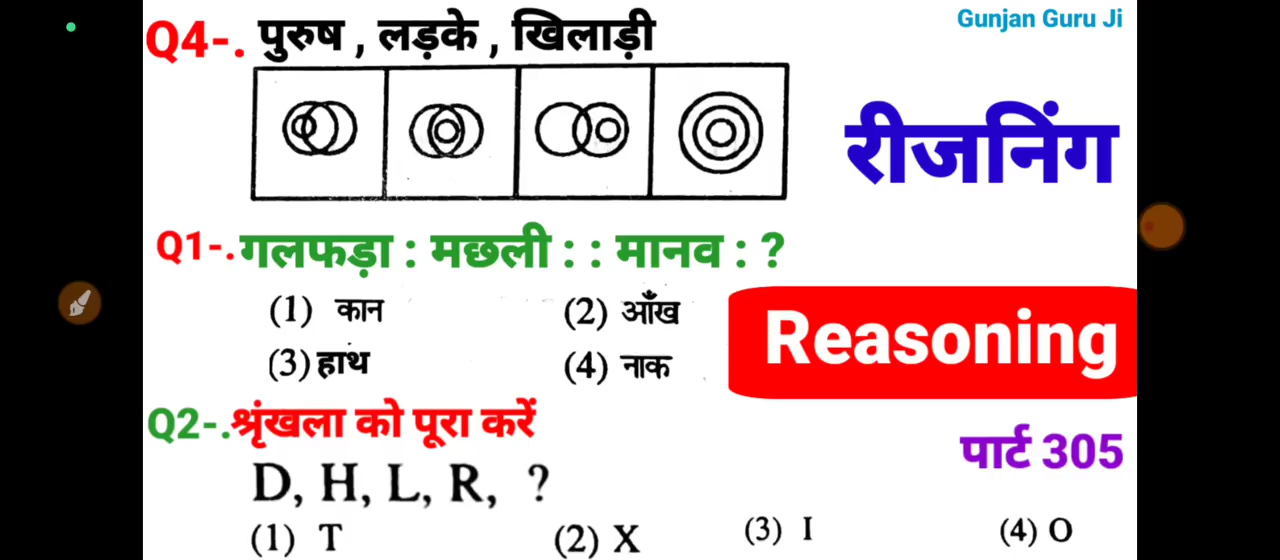 Gunjan Guru Ji
Q4-. पुरुष , लड़के , खिलाड़ी
रीजनिंग
Q1-. गलफड़ा : मछली : : मानव : ?
(1) कान (2) आँख
(3) हाथ (4) नाक
Reasoning
Q2-. श्रृंखला को पूरा करें
पार्ट 305
D, H, L, R, ?
(1) T (2) X (3) I (4) O